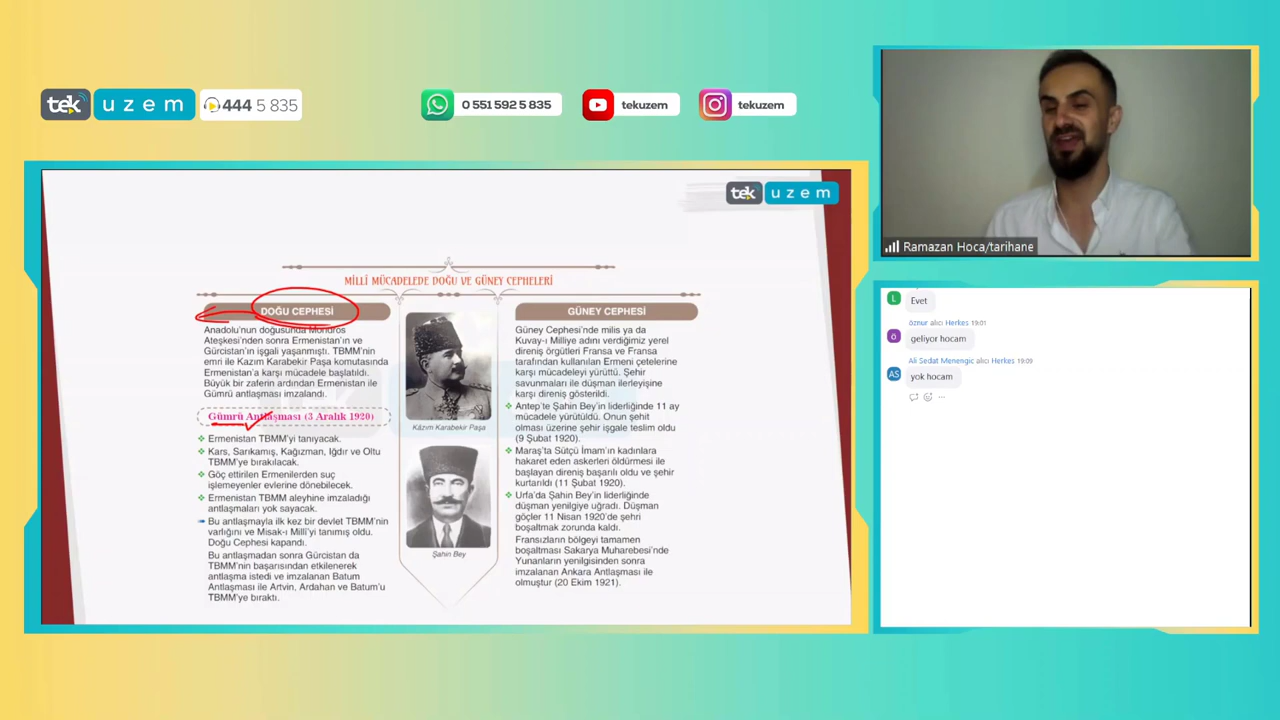 tek uzem 444 5 835
0 551 592 5 835
tekuzem
tekuzem
tek uzem
MİLLÎ MÜCADELEDE DOĞU VE GÜNEY CEPHELERİ
DOĞU CEPHESİ
Anadolu'nun doğusunda Mondros
Ateşkesi'nden sonra Ermenistan'ın ve
Gürcistan'ın işgali yaşanmıştı. TBMM'nin
emri ile Kazım Karabekir Paşa komutasında
Ermenistan'a karşı mücadele başlatıldı.
Büyük bir zaferin ardından Ermenistan ile
Gümrü antlaşması imzalandı.
Gümrü Antlaşması (3 Aralık 1920)
Ermenistan TBMM'yi tanıyacak.
Kars, Sarıkamış, Kağızman, Iğdır ve Oltu
TBMM'ye bırakılacak.
Göç ettirilen Ermenilerden suç
işlemeyenler evlerine dönebilecek.
Ermenistan TBMM aleyhine imzaladığı
antlaşmaları yok sayacak.
Bu antlaşmayla ilk kez bir devlet TBMM'nin
varlığını ve Misak-ı Millî'yi tanımış oldu.
Doğu Cephesi kapandı.
Bu antlaşmadan sonra Gürcistan da
TBMM'nin başarısından etkilenerek
antlaşma istedi ve imzalanan Batum
Antlaşması ile Artvin, Ardahan ve Batum'u
TBMM'ye bıraktı.
Kâzım Karabekir Paşa
Şahin Bey
GÜNEY CEPHESİ
Güney Cephesi'nde milis ya da
Kuvay-ı Milliye adını verdiğimiz yerel
direniş örgütleri Fransa ve Fransa
tarafından kullanılan Ermeni çetelerine
karşı mücadeleyi yürüttü. Şehir
savunmaları ile düşman ilerleyişine
karşı direniş gösterildi.
Antep'te Şahin Bey'in liderliğinde 11 ay
mücadele yürütüldü. Onun şehit
olması üzerine şehir işgale teslim oldu
(9 Şubat 1920).
Maraş'ta Sütçü İmam'ın kadınlara
hakaret eden askerleri öldürmesi ile
başlayan direniş başarılı oldu ve şehir
kurtarıldı (11 Şubat 1920).
Urfa'da Şahin Bey'in liderliğinde
düşman yenilgiye uğradı. Düşman
göçler 11 Nisan 1920'de şehri
boşaltmak zorunda kaldı.
Fransızların bölgeyi tamamen
boşaltması Sakarya Muharebesi'nde
Yunanların yenilgisinden sonra
imzalanan Ankara Antlaşması ile
olmuştur (20 Ekim 1921).
Ramazan Hoca/tarihane
L Evet
öznur alıcı Herkes 19:01
ö geliyor hocam
Ali Sedat Menengic alıcı Herkes 19:09
AS yok hocam